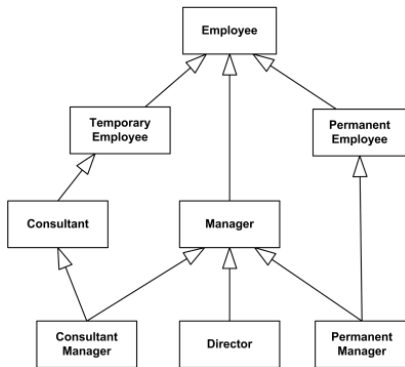 Employee
Temporary
Employee
Permanent
Employee
Consultant
Manager
Consultant
Manager
Director
Permanent
Manager